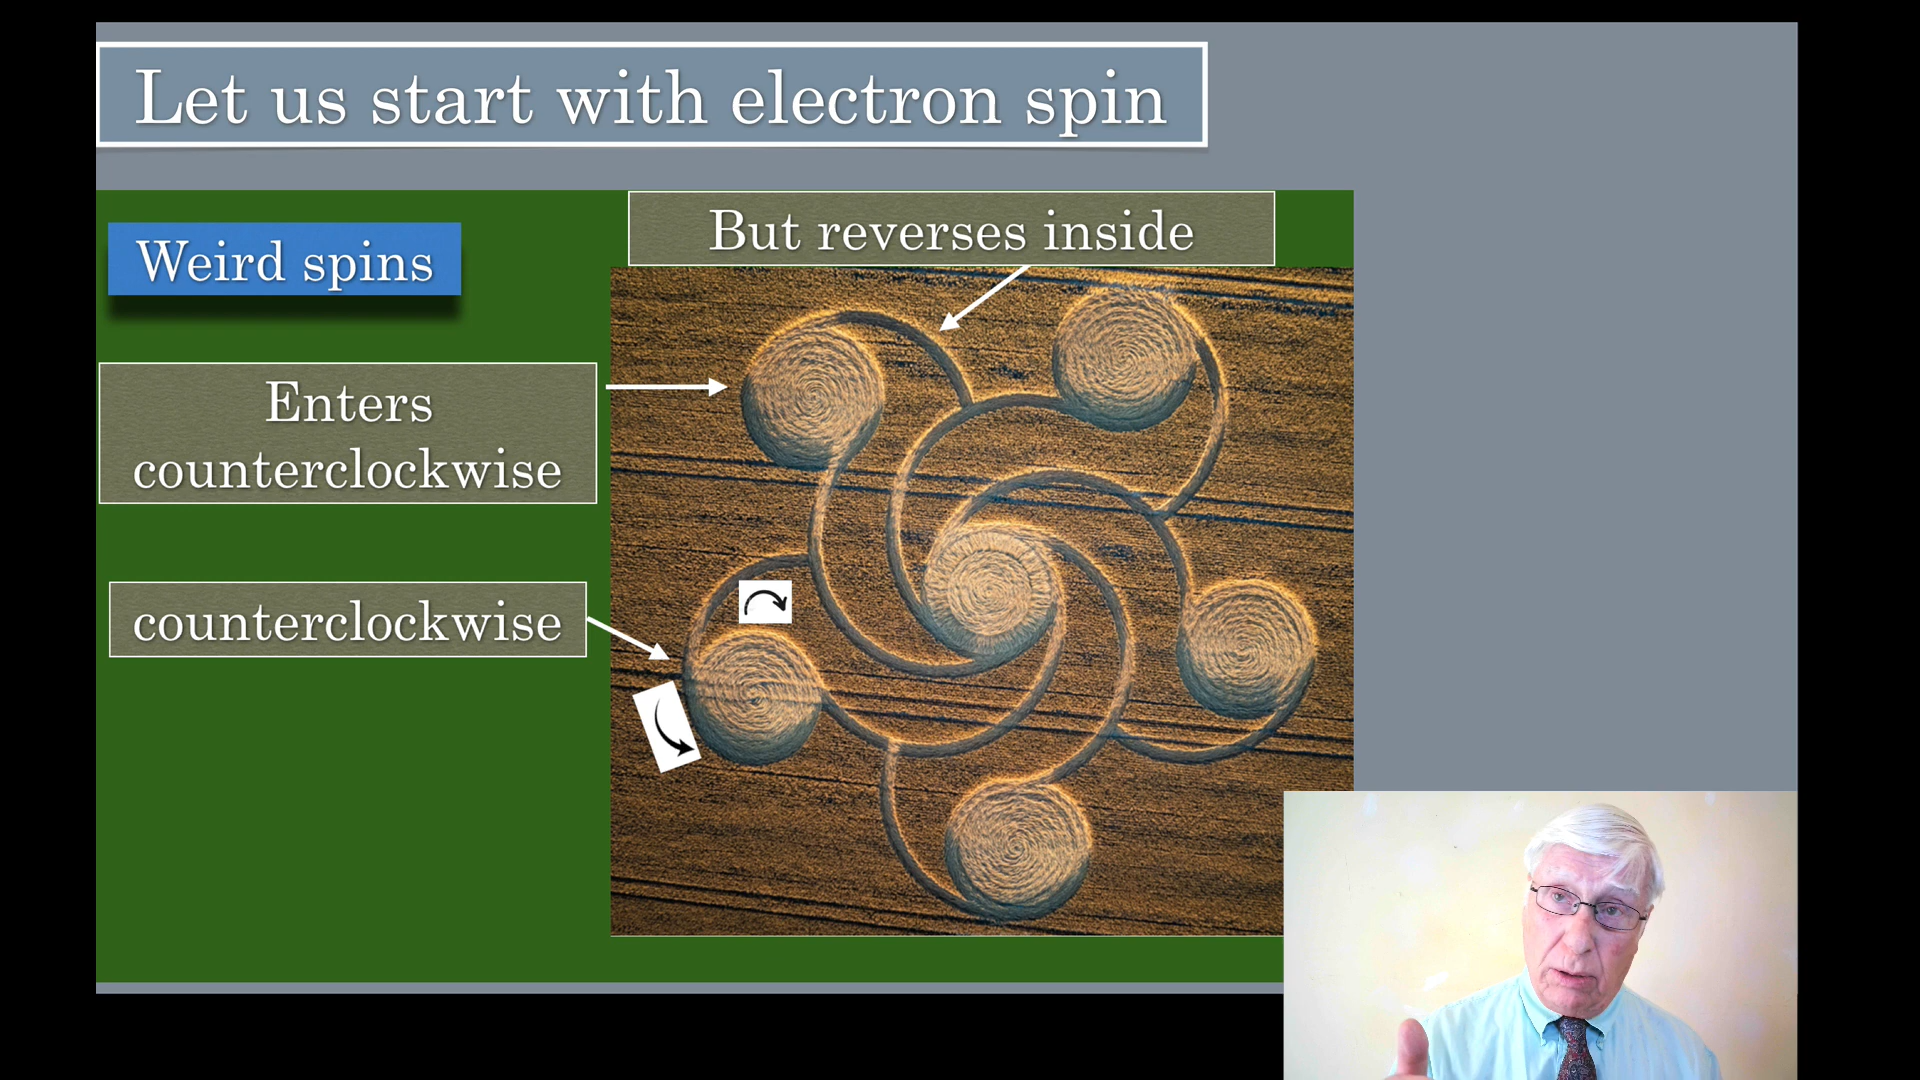 Let us start with electron spin
Weird spins
But reverses inside
Enters
counterclockwise
counterclockwise